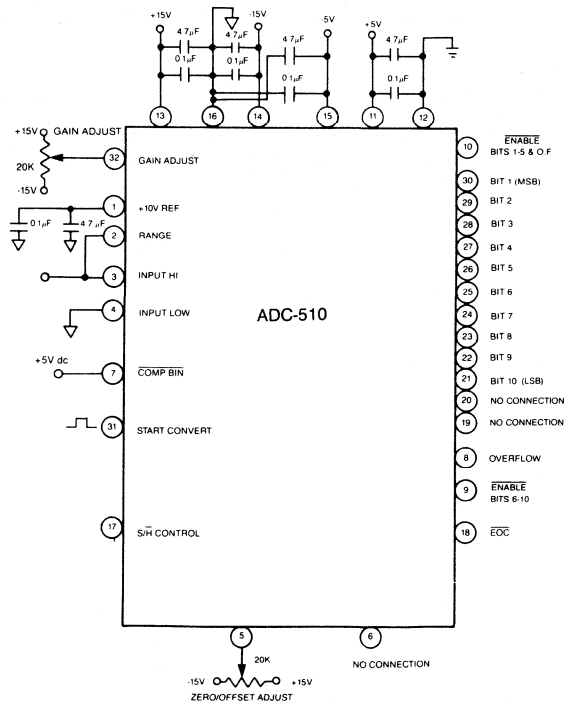 +15V
-15V
-5V
+5V
4 7µF
4 7µF
4 7µF
4 7µF
0 1µF
0 1µF
0 1µF
0 1µF
13
16
14
15
11
12
+15V GAIN ADJUST
20K
-15V
32 GAIN ADJUST
1 +10V REF
0 1µF
4 7µF
2 RANGE
3 INPUT HI
4 INPUT LOW
+5V dc
7 COMP BIN
31 START CONVERT
17 S/H CONTROL
ADC-510
10 ENABLE
BITS 1-5 & O.F
30 BIT 1 (MSB)
29 BIT 2
28 BIT 3
27 BIT 4
26 BIT 5
25 BIT 6
24 BIT 7
23 BIT 8
22 BIT 9
21 BIT 10 (LSB)
20 NO CONNECTION
19 NO CONNECTION
8 OVERFLOW
9 ENABLE
BITS 6-10
18 EOC
5
6
20K
NO CONNECTION
-15V
+15V
ZERO/OFFSET ADJUST